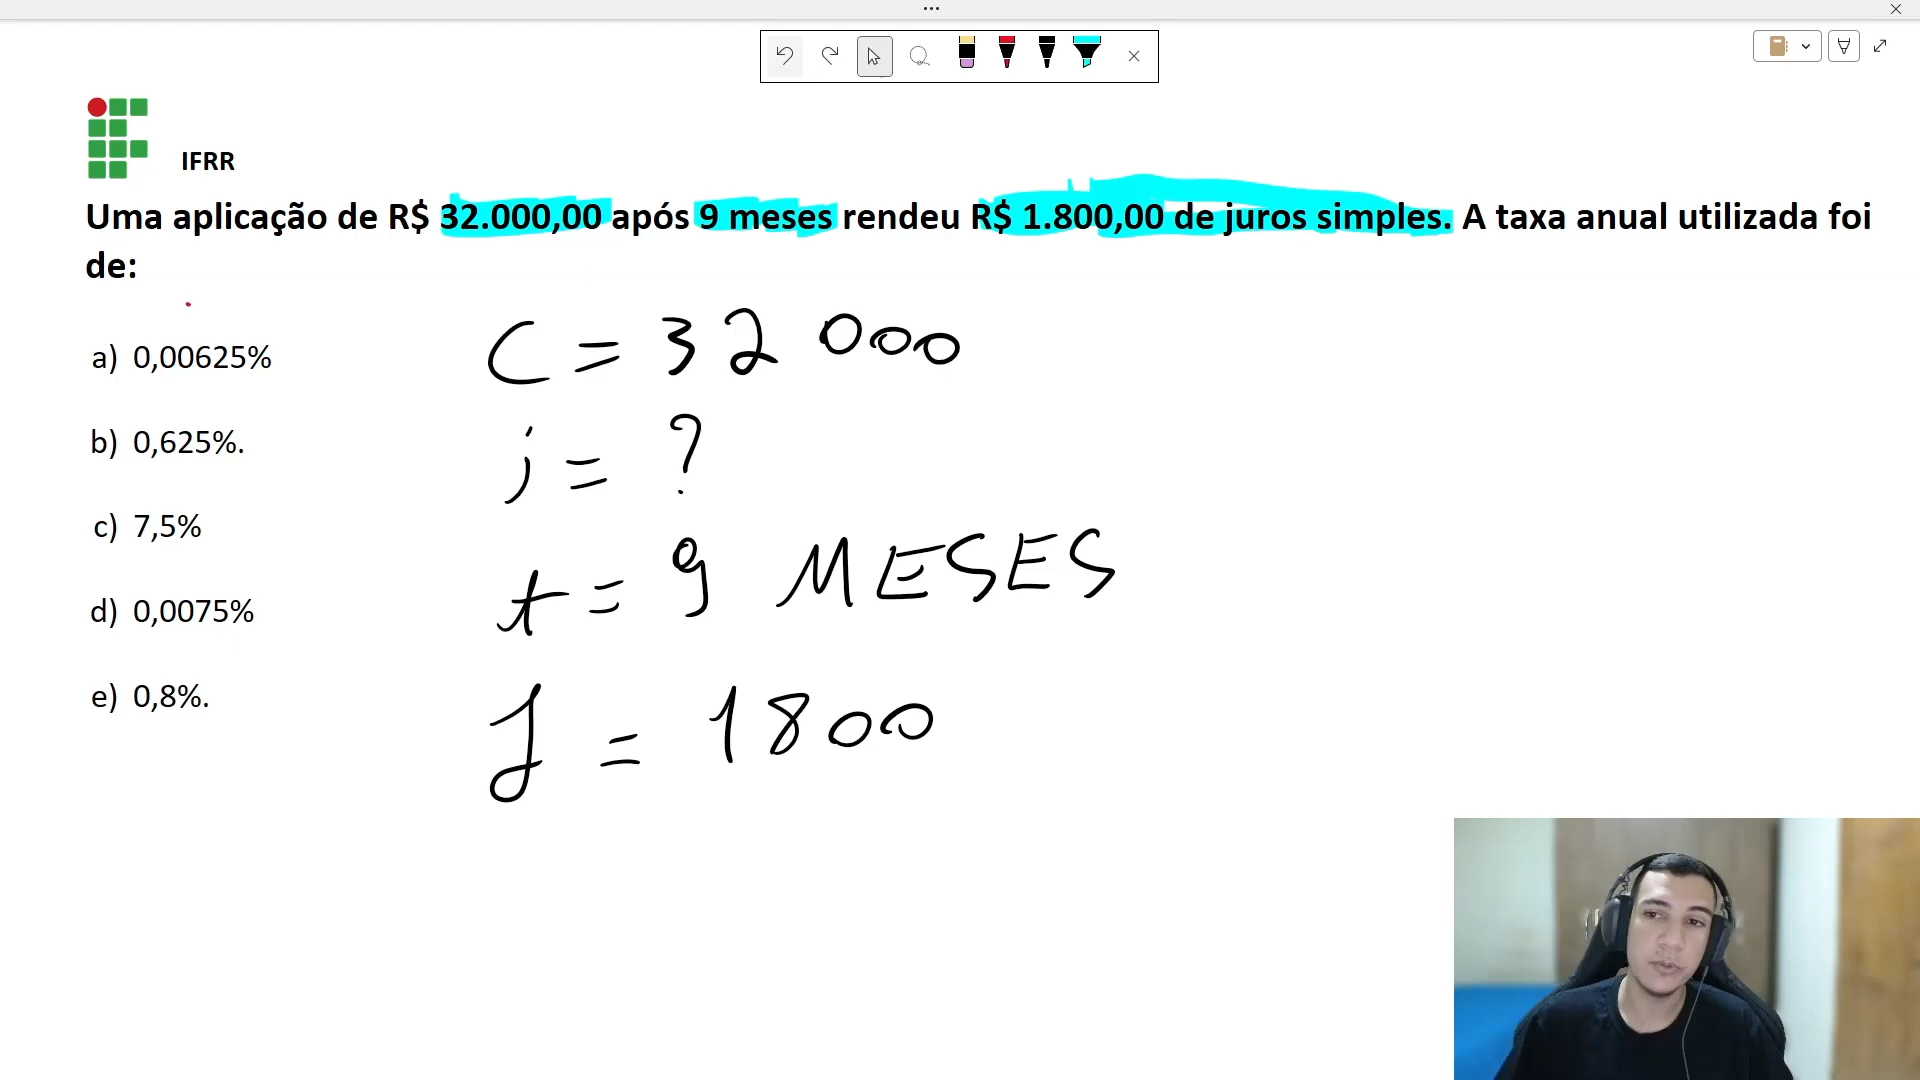 IFRR
Uma aplicação de R$ 32.000,00 após 9 meses rendeu R$ 1.800,00 de juros simples. A taxa anual utilizada foi
de:
a) 0,00625%
b) 0,625%.
c) 7,5%
d) 0,0075%
e) 0,8%.
C = 32 000
i = ?
t = 9 MESES
J = 1800